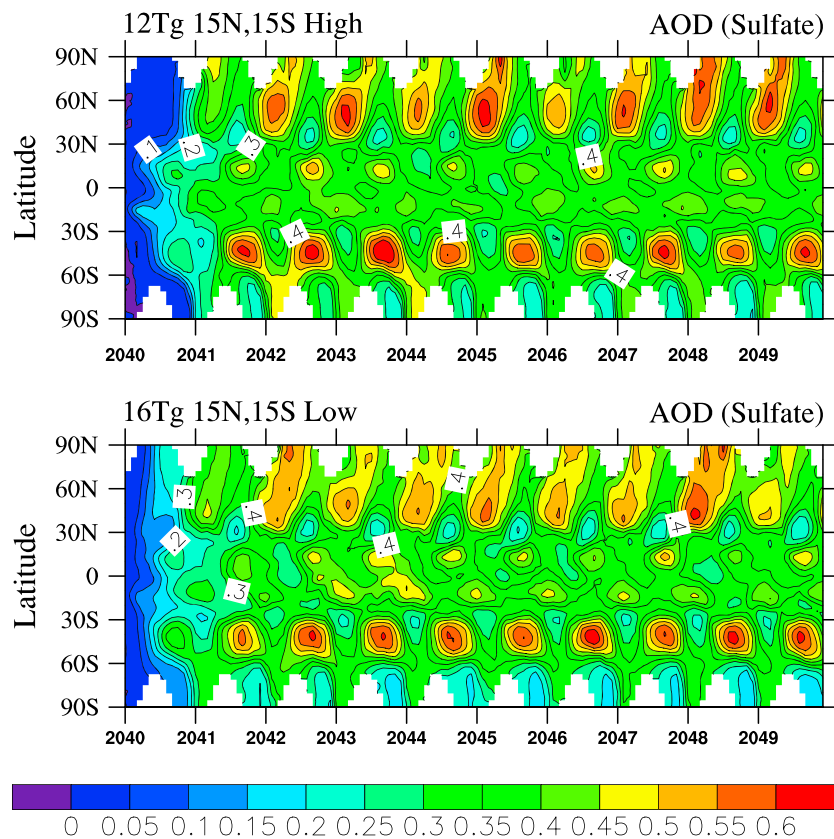 12Tg 15N,15S High AOD (Sulfate)
90N
60N
30N
0
30S
60S
90S
Latitude
.1 .2 .3 .4
.4 .4 .4
2040 2041 2042 2043 2044 2045 2046 2047 2048 2049
16Tg 15N,15S Low AOD (Sulfate)
90N
60N
30N
0
30S
60S
90S
Latitude
.4
.3 .4 .4
.2 .4
.3
2040 2041 2042 2043 2044 2045 2046 2047 2048 2049
0 0.05 0.1 0.15 0.2 0.25 0.3 0.35 0.4 0.45 0.5 0.55 0.6